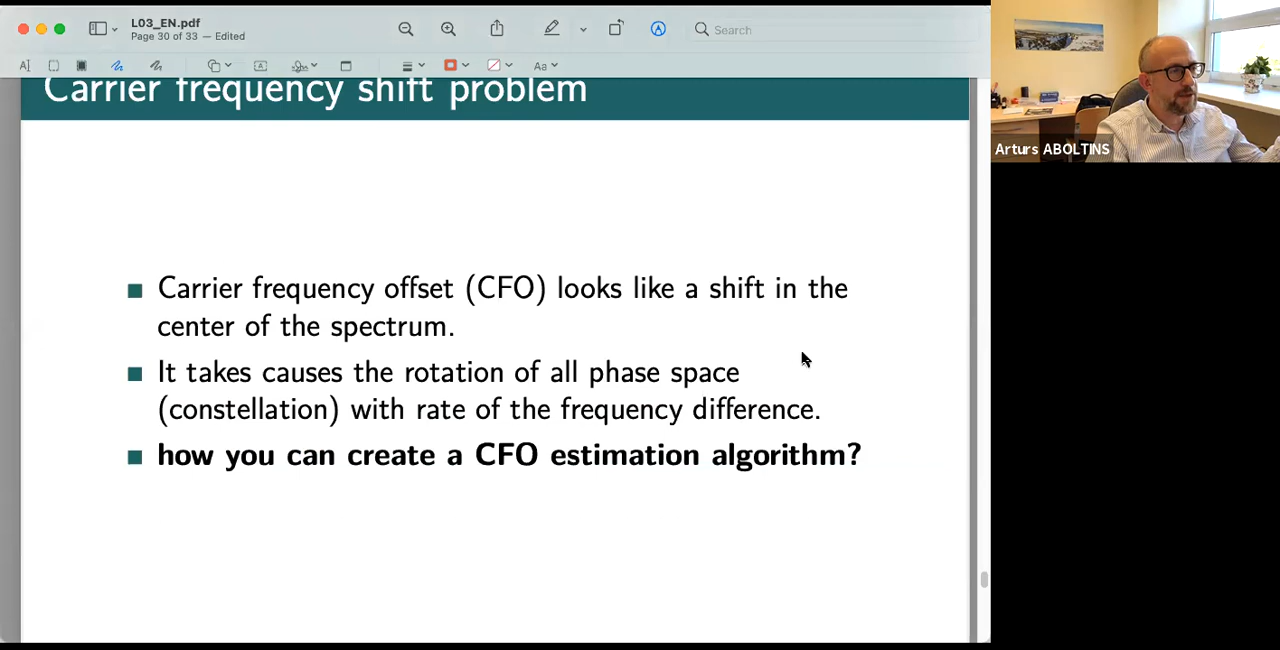 L03_EN.pdf
Page 30 of 33 — Edited
Search
Aa
Carrier frequency shift problem
Arturs ABOLTINS
Carrier frequency offset (CFO) looks like a shift in the
center of the spectrum.
It takes causes the rotation of all phase space
(constellation) with rate of the frequency difference.
how you can create a CFO estimation algorithm?